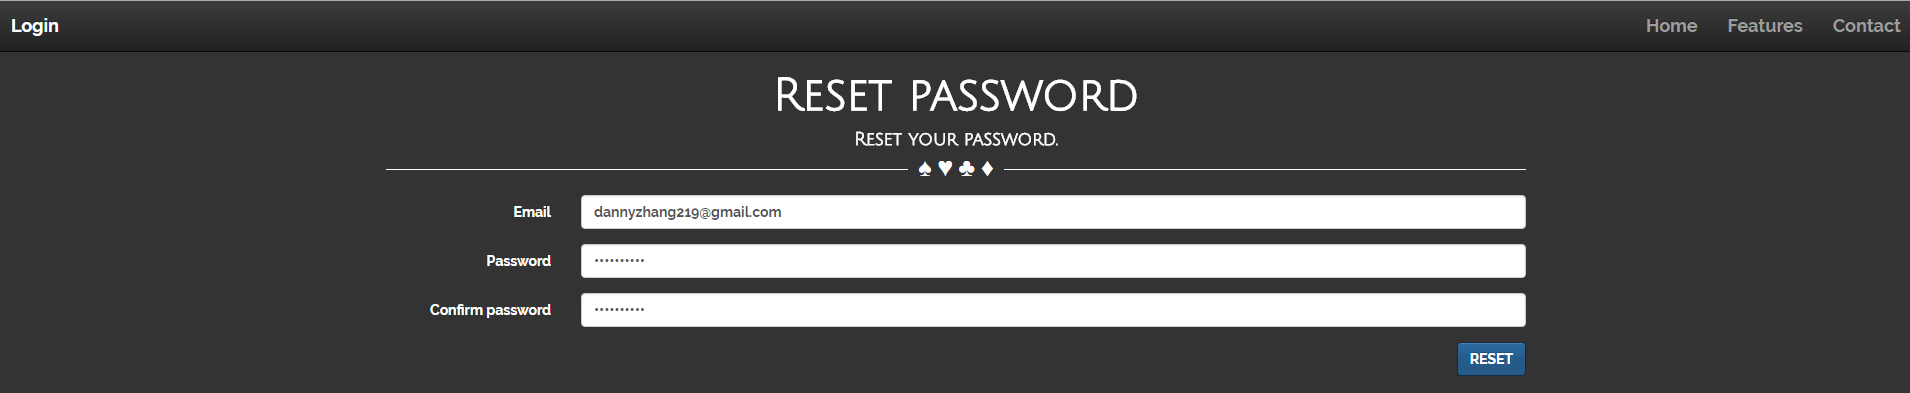 Login Home Features Contact
Reset password
Reset your password.
♠ ♥ ♣ ♦
Email dannyzhang219@gmail.com
Password ••••••••••
Confirm password ••••••••••
RESET